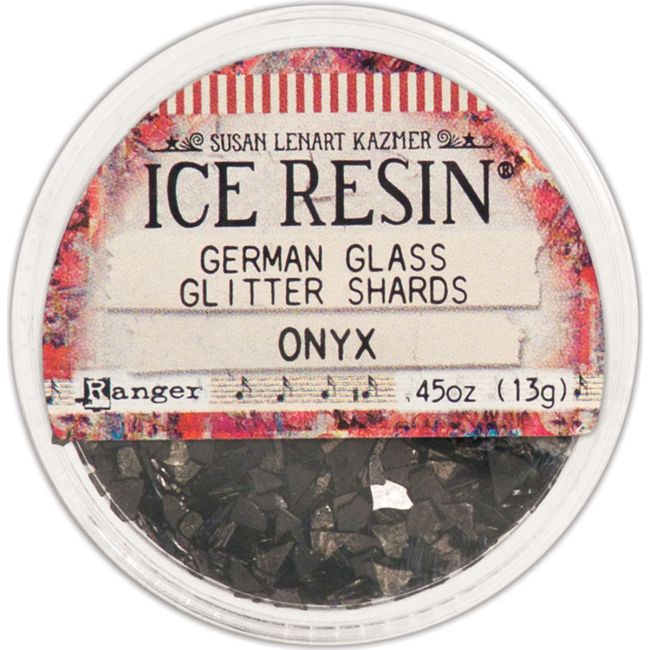 SUSAN LENART KAZMER
ICE RESIN®
GERMAN GLASS
GLITTER SHARDS
ONYX
Ranger .45oz (13g)